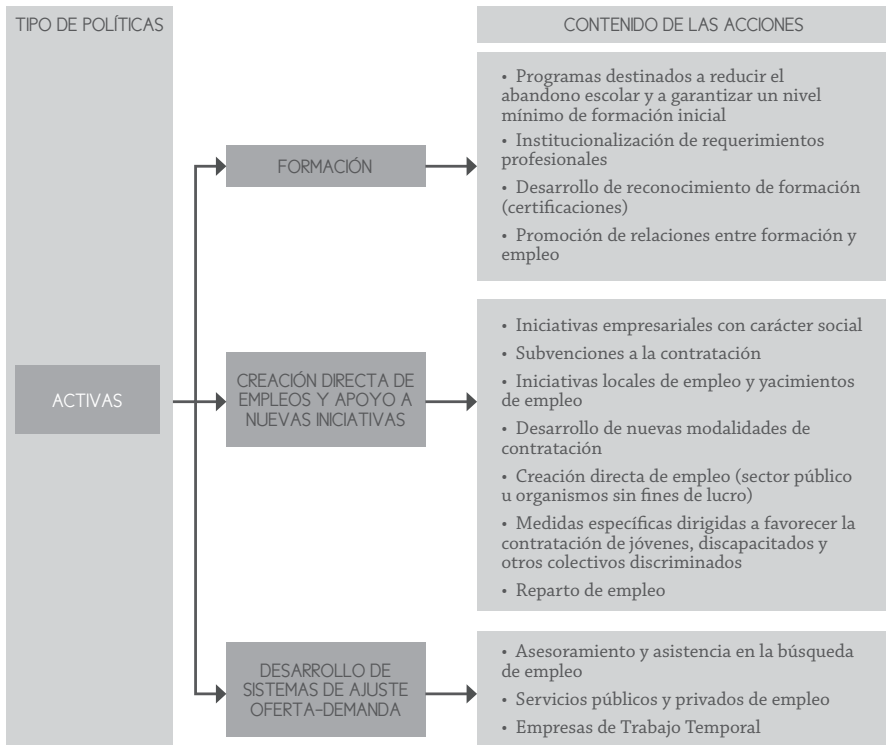 TIPO DE POLÍTICAS
CONTENIDO DE LAS ACCIONES
ACTIVAS
FORMACIÓN
• Programas destinados a reducir el
abandono escolar y a garantizar un nivel
mínimo de formación inicial
• Institucionalización de requerimientos
profesionales
• Desarrollo de reconocimiento de formación
(certificaciones)
• Promoción de relaciones entre formación y
empleo
CREACIÓN DIRECTA DE
EMPLEOS Y APOYO A
NUEVAS INICIATIVAS
• Iniciativas empresariales con carácter social
• Subvenciones a la contratación
• Iniciativas locales de empleo y yacimientos
de empleo
• Desarrollo de nuevas modalidades de
contratación
• Creación directa de empleo (sector público
u organismos sin fines de lucro)
• Medidas específicas dirigidas a favorecer la
contratación de jóvenes, discapacitados y
otros colectivos discriminados
• Reparto de empleo
DESARROLLO DE
SISTEMAS DE AJUSTE
OFERTA-DEMANDA
• Asesoramiento y asistencia en la búsqueda
de empleo
• Servicios públicos y privados de empleo
• Empresas de Trabajo Temporal